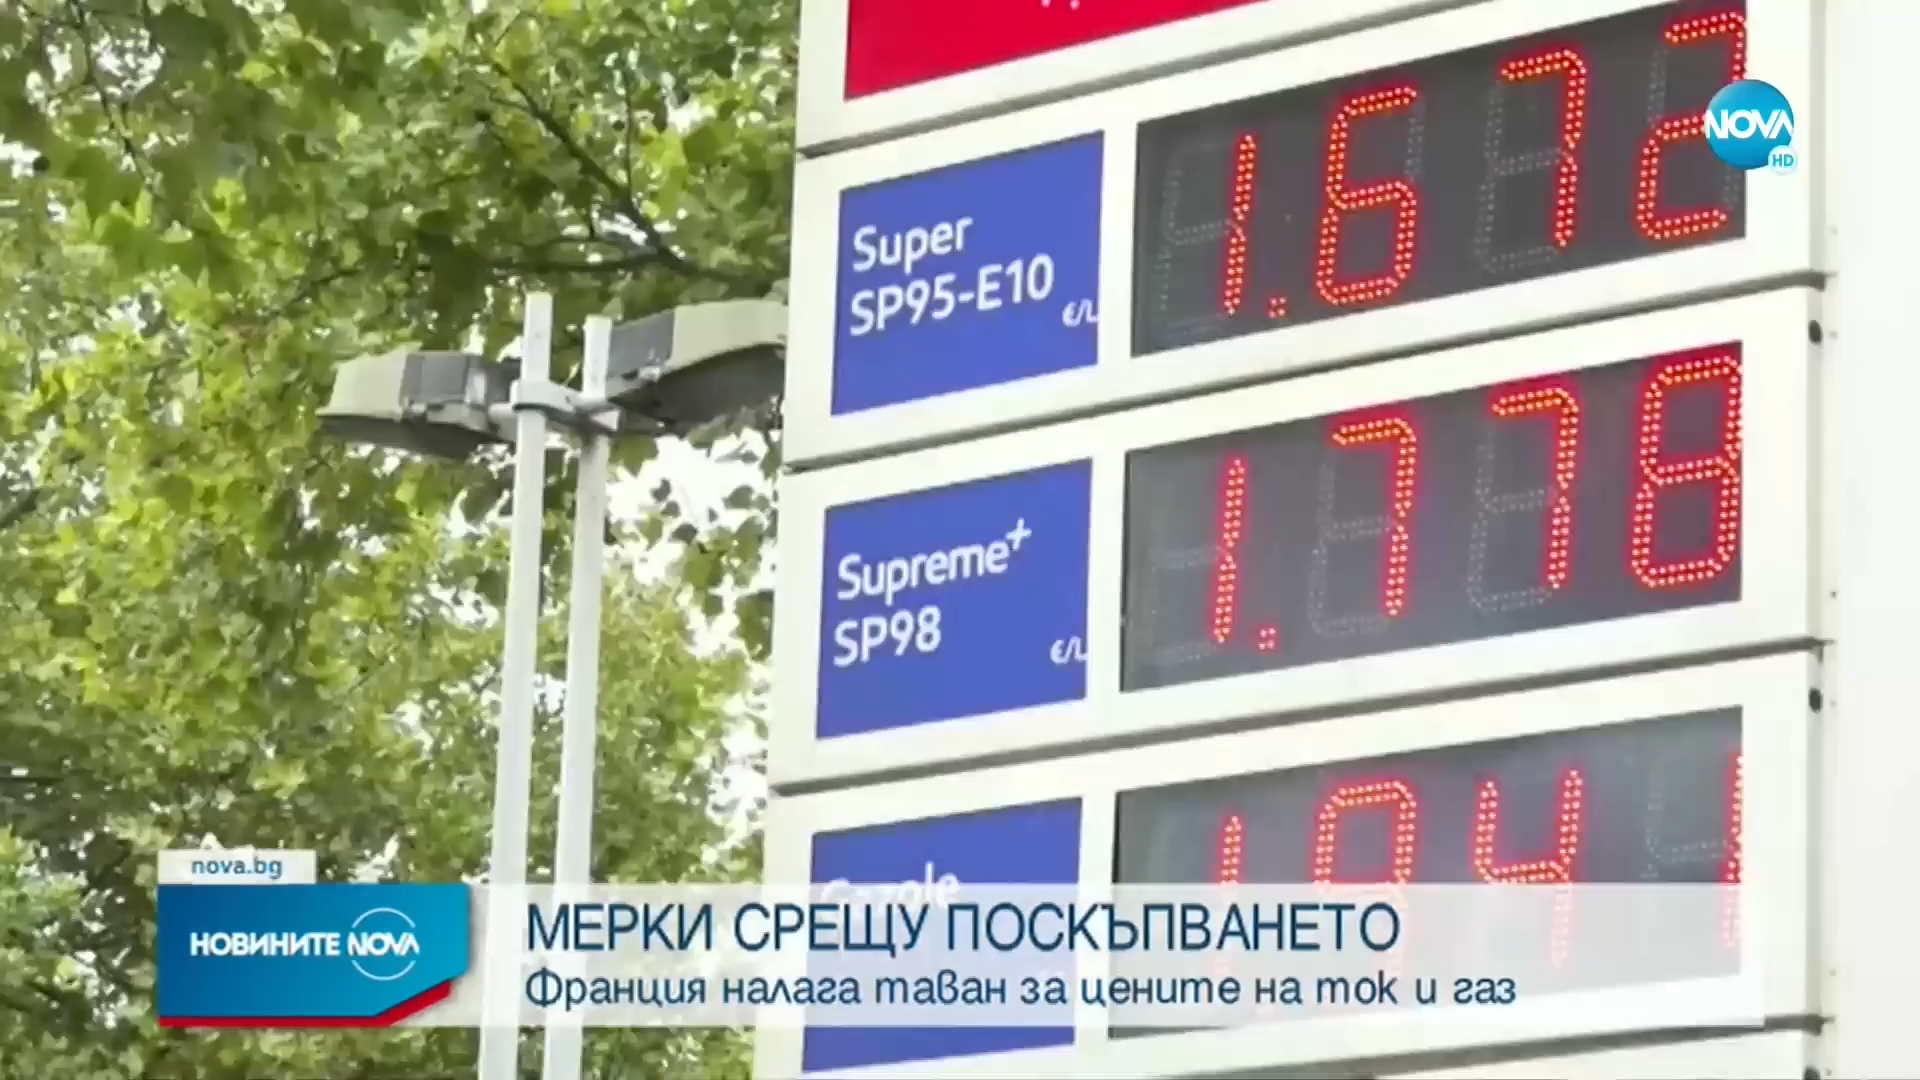 1.672
NOVA
HD
Super
SP95-E10
€/L
1.778
Supreme+
SP98
€/L
Gazole
nova.bg
НОВИНИТЕ NOVA
МЕРКИ СРЕЩУ ПОСКЪПВАНЕТО
Франция налага таван за цените на ток и газ